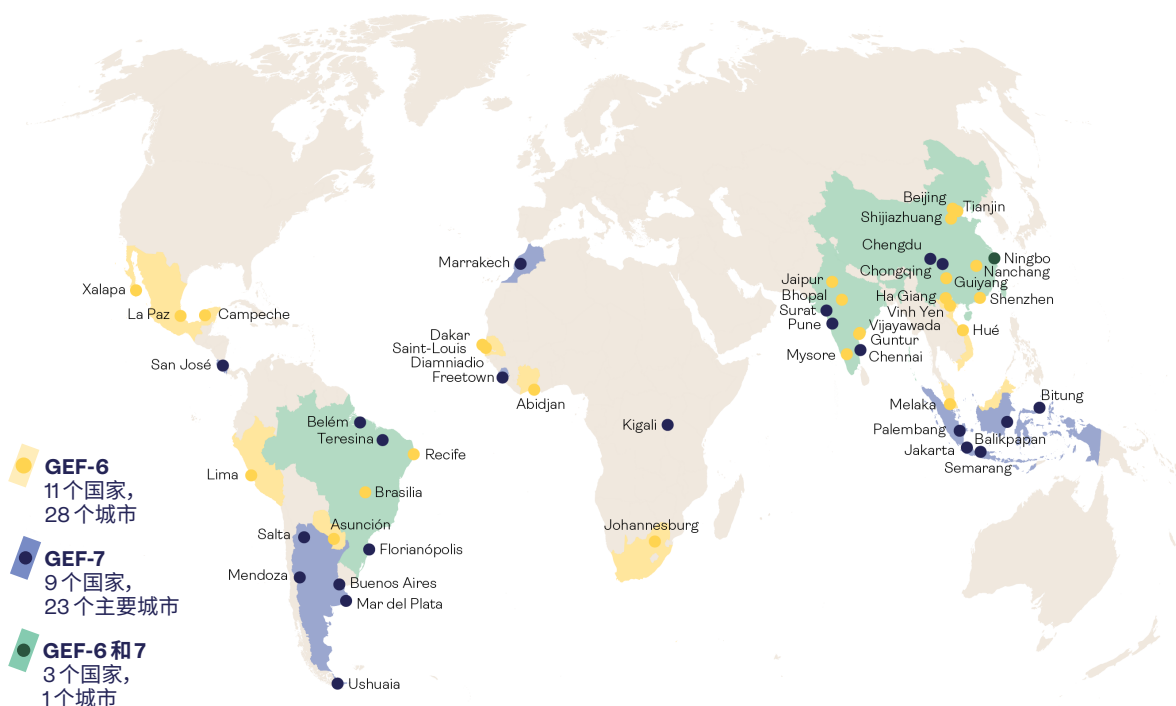 Xalapa
La Paz
Campeche
San José
Belém
Teresina
Recife
Lima
Brasilia
Asunción
Salta
Florianópolis
Mendoza
Buenos Aires
Mar del Plata
Ushuaia
Marrakech
Dakar
Saint-Louis
Diamniadio
Freetown
Abidjan
Kigali
Johannesburg
Beijing
Tianjin
Shijiazhuang
Chengdu
Ningbo
Chongqing
Nanchang
Jaipur
Guiyang
Bhopal
Ha Giang
Shenzhen
Surat
Vinh Yen
Pune
Vijayawada
Hué
Guntur
Mysore
Chennai
Melaka
Bitung
Palembang
Balikpapan
Jakarta
Semarang
GEF-6
11个国家，
28个城市
GEF-7
9个国家，
23个主要城市
GEF-6和7
3个国家，
1个城市